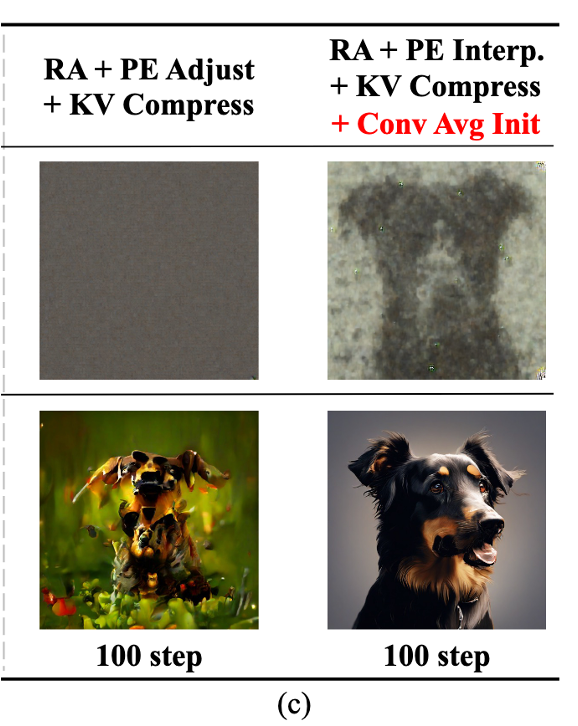 RA + PE Adjust
+ KV Compress
RA + PE Interp.
+ KV Compress
+ Conv Avg Init
100 step
100 step
(c)